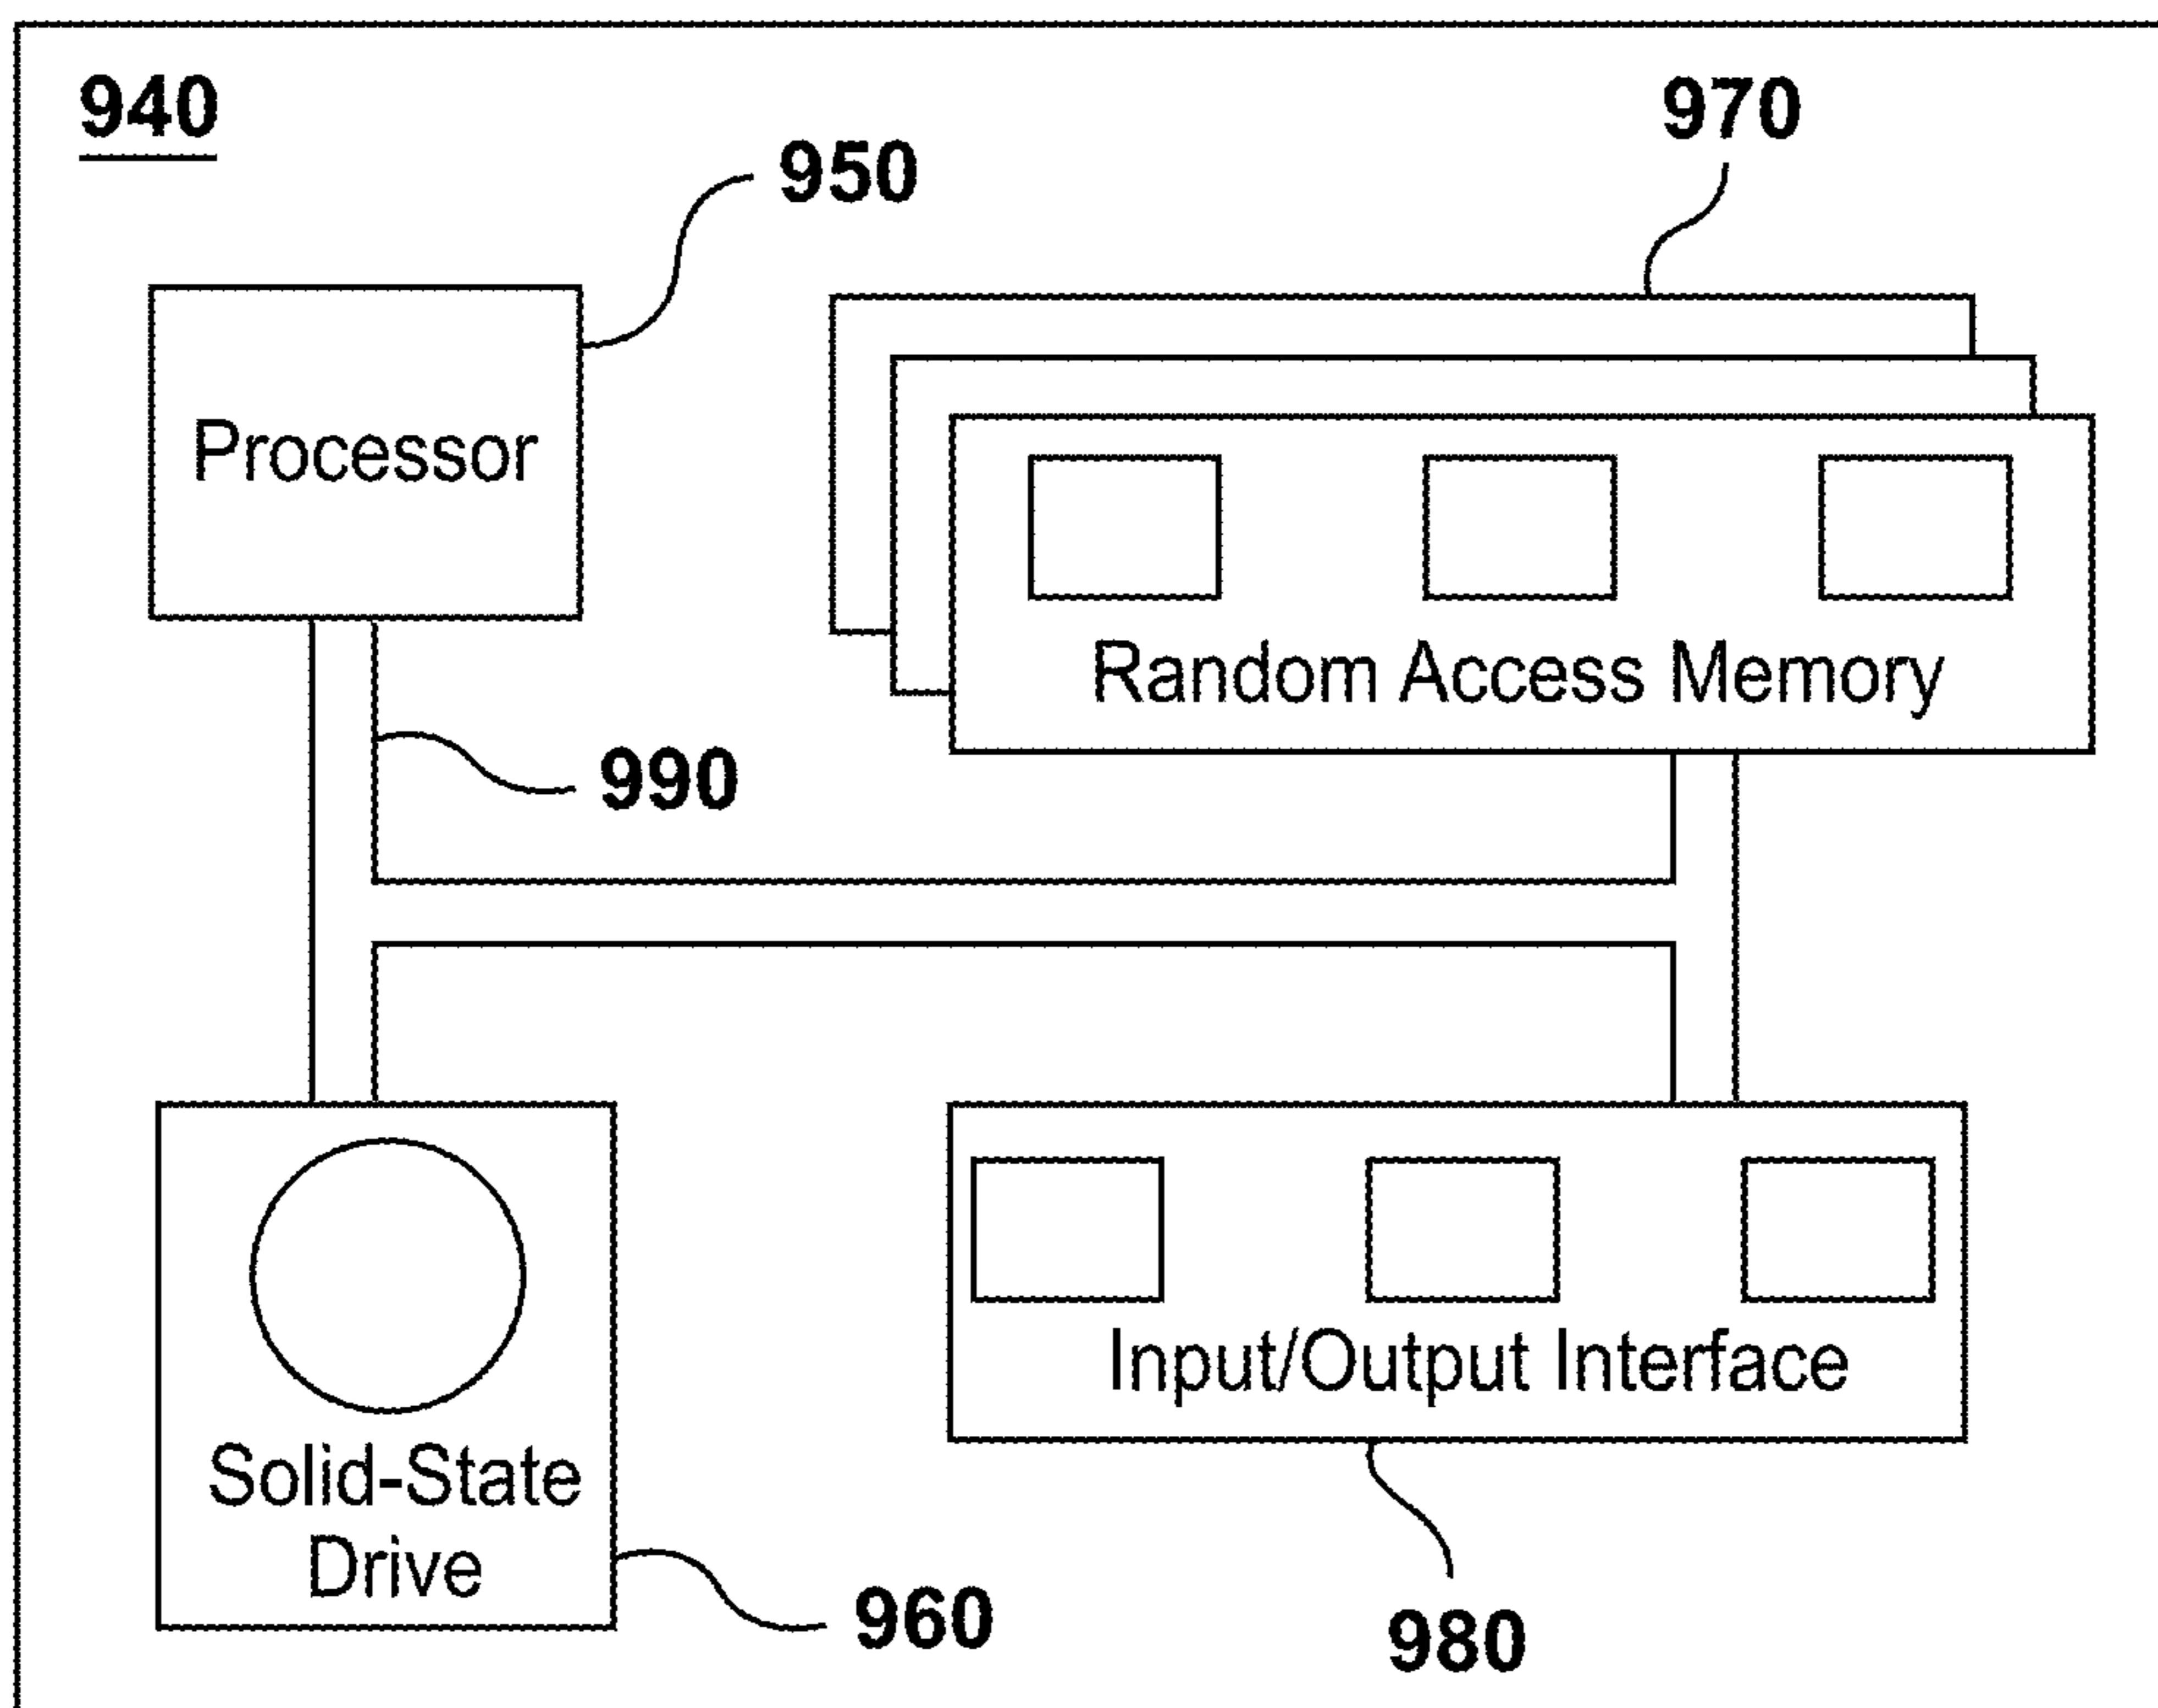 940
970
950
Processor
Random Access Memory
990
Input/Output Interface
Solid-State
Drive
960
980